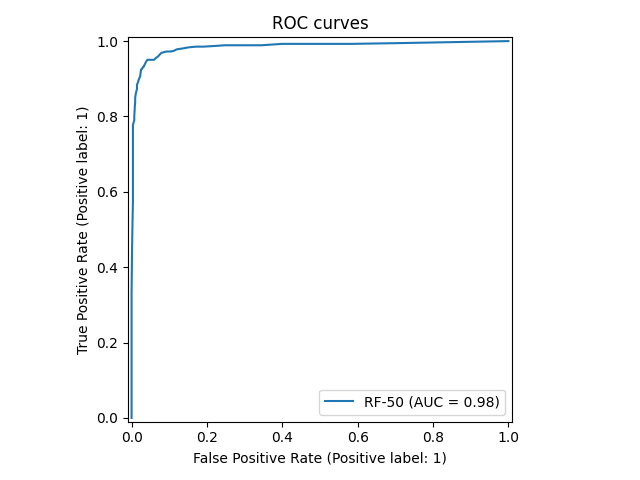 ROC curves
1.0
0.8
0.6
0.4
0.2
0.0
True Positive Rate (Positive label: 1)
RF-50 (AUC = 0.98)
0.0 0.2 0.4 0.6 0.8 1.0
False Positive Rate (Positive label: 1)